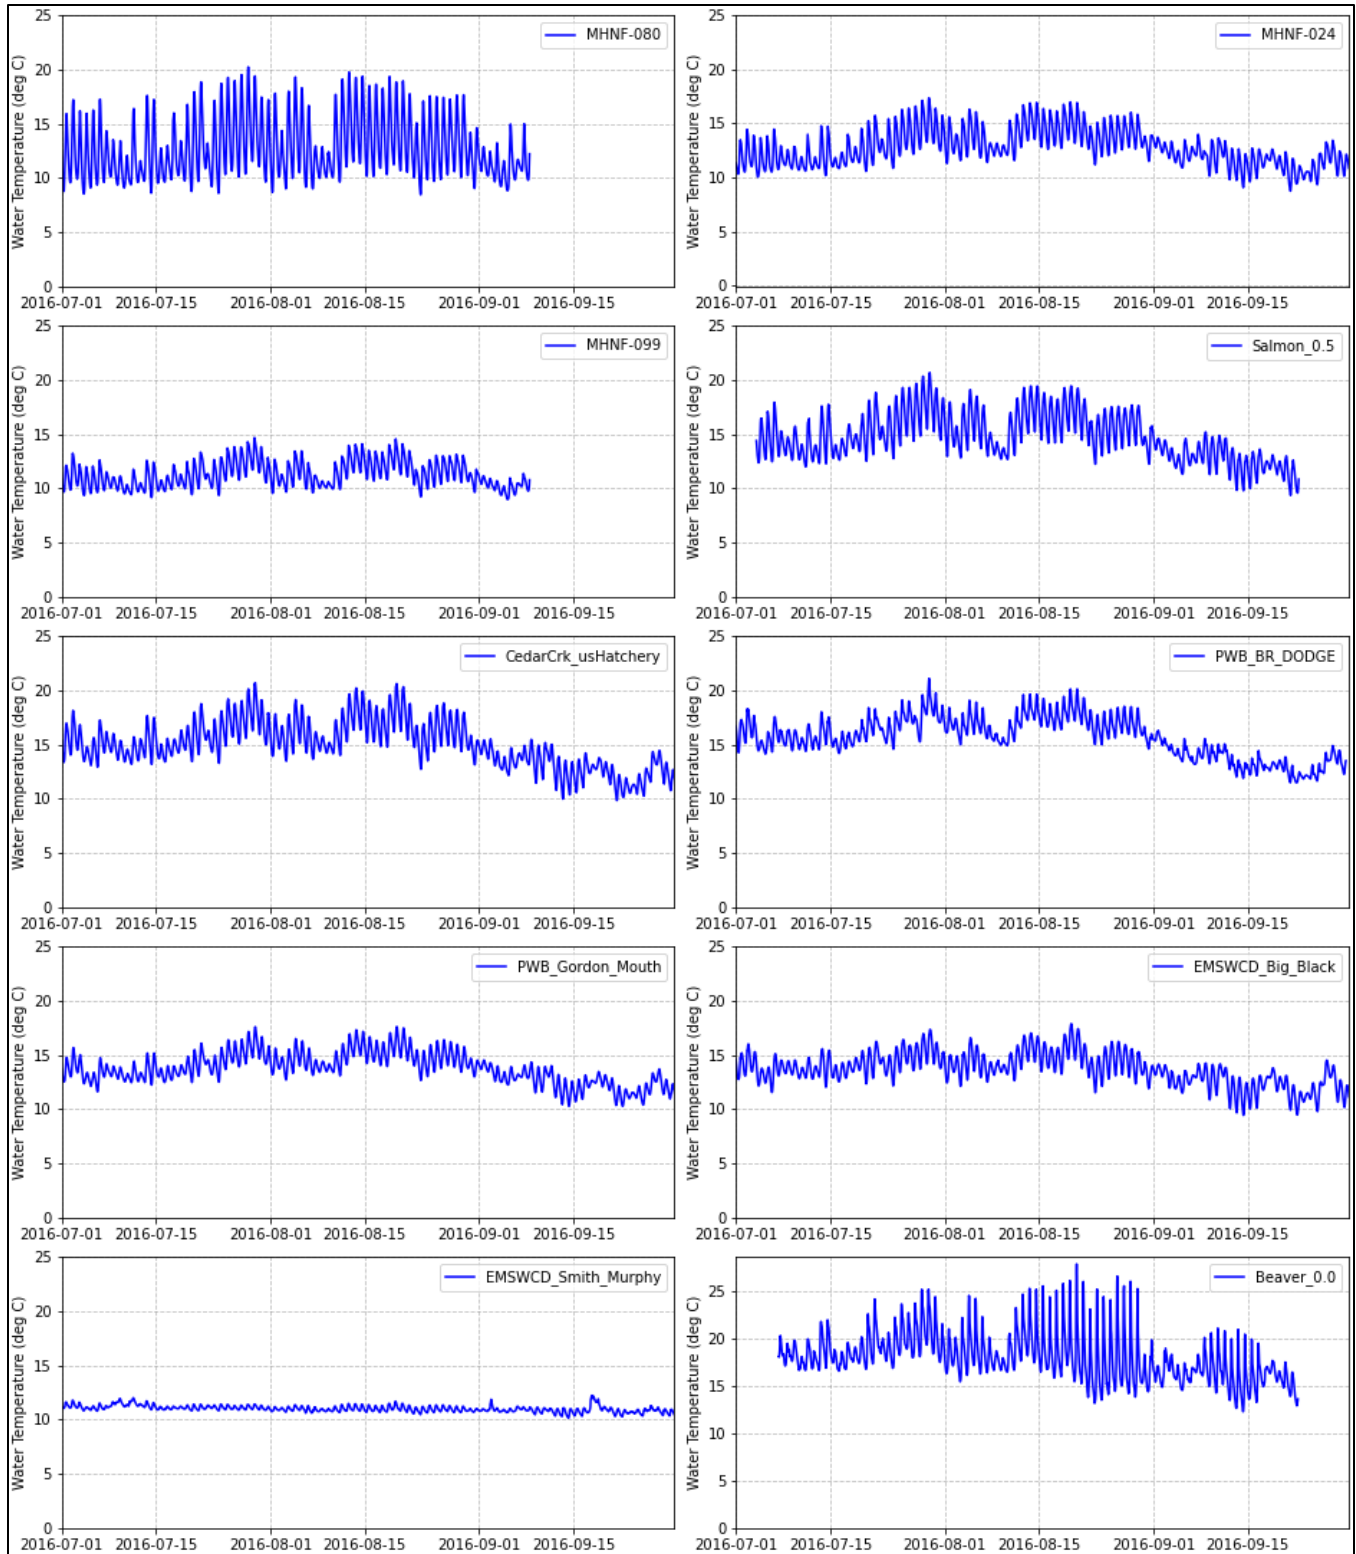 MHNF-080
Water Temperature (deg C)
25
20
15
10
5
0
2016-07-01 2016-07-15 2016-08-01 2016-08-15 2016-09-01 2016-09-15
MHNF-024
Water Temperature (deg C)
25
20
15
10
5
0
2016-07-01 2016-07-15 2016-08-01 2016-08-15 2016-09-01 2016-09-15
MHNF-099
Water Temperature (deg C)
25
20
15
10
5
0
2016-07-01 2016-07-15 2016-08-01 2016-08-15 2016-09-01 2016-09-15
Salmon_0.5
Water Temperature (deg C)
25
20
15
10
5
0
2016-07-01 2016-07-15 2016-08-01 2016-08-15 2016-09-01 2016-09-15
CedarCrk_usHatchery
Water Temperature (deg C)
25
20
15
10
5
0
2016-07-01 2016-07-15 2016-08-01 2016-08-15 2016-09-01 2016-09-15
PWB_BR_DODGE
Water Temperature (deg C)
25
20
15
10
5
0
2016-07-01 2016-07-15 2016-08-01 2016-08-15 2016-09-01 2016-09-15
PWB_Gordon_Mouth
Water Temperature (deg C)
25
20
15
10
5
0
2016-07-01 2016-07-15 2016-08-01 2016-08-15 2016-09-01 2016-09-15
EMSWCD_Big_Black
Water Temperature (deg C)
25
20
15
10
5
0
2016-07-01 2016-07-15 2016-08-01 2016-08-15 2016-09-01 2016-09-15
EMSWCD_Smith_Murphy
Water Temperature (deg C)
25
20
15
10
5
0
2016-07-01 2016-07-15 2016-08-01 2016-08-15 2016-09-01 2016-09-15
Beaver_0.0
Water Temperature (deg C)
25
20
15
10
5
0
2016-07-01 2016-07-15 2016-08-01 2016-08-15 2016-09-01 2016-09-15